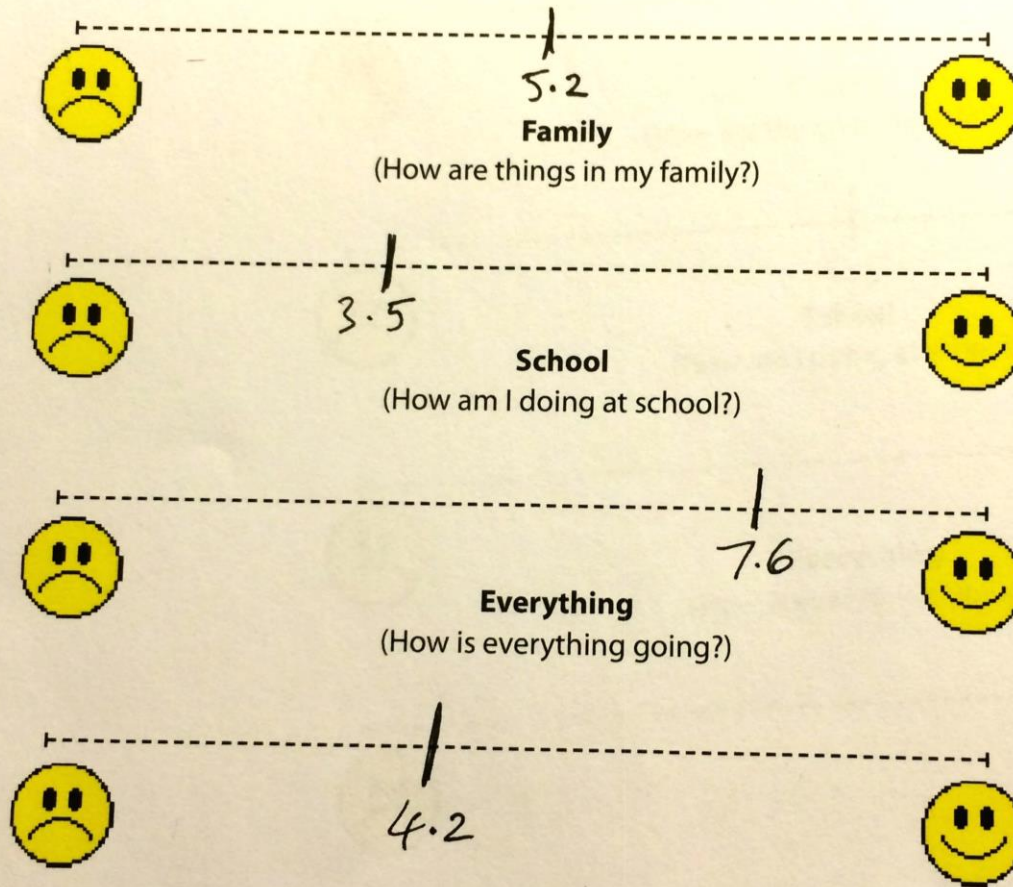 5.2
Family
(How are things in my family?)
3.5
School
(How am I doing at school?)
7.6
Everything
(How is everything going?)
4.2